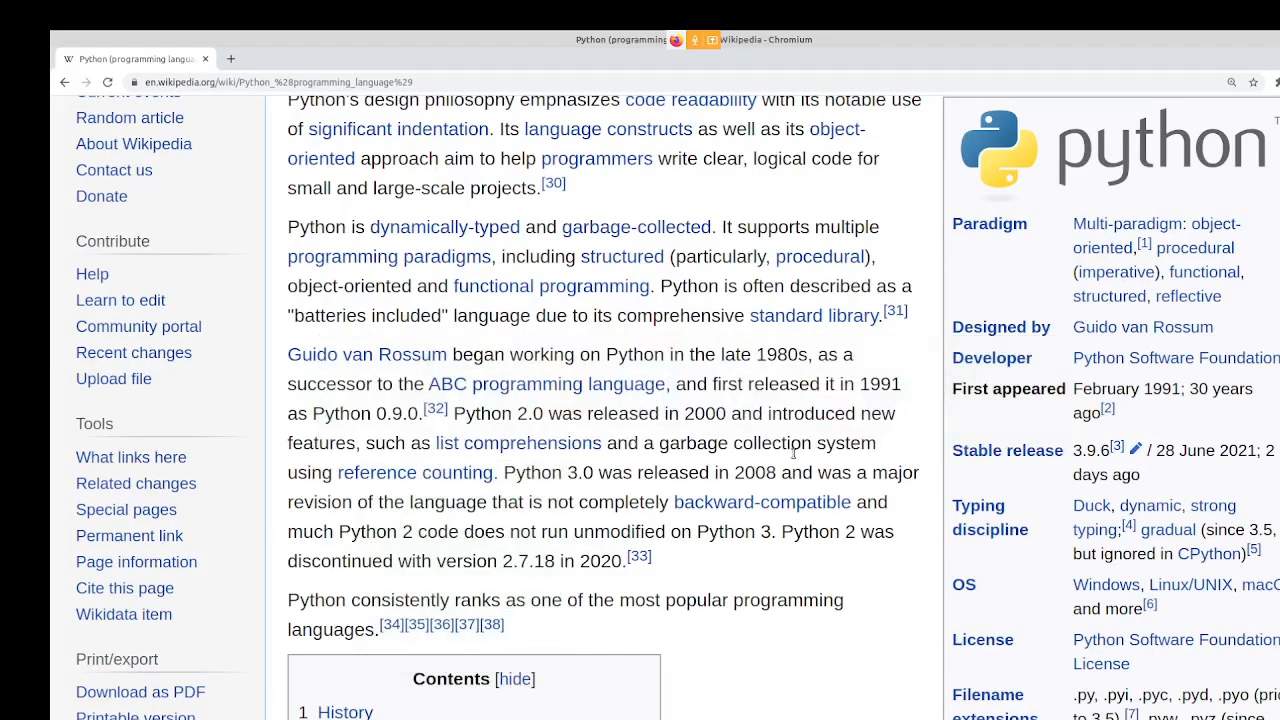 Python (programming Wikipedia - Chromium
Python (programming langua
en.wikipedia.org/wiki/Python_%28programming_language%29
Random article
About Wikipedia
Contact us
Donate
Contribute
Help
Learn to edit
Community portal
Recent changes
Upload file
Tools
What links here
Related changes
Special pages
Permanent link
Page information
Cite this page
Wikidata item
Print/export
Download as PDF
Printable version
Python's design philosophy emphasizes code readability with its notable use
of significant indentation. Its language constructs as well as its object-
oriented approach aim to help programmers write clear, logical code for
small and large-scale projects.[30]
Python is dynamically-typed and garbage-collected. It supports multiple
programming paradigms, including structured (particularly, procedural),
object-oriented and functional programming. Python is often described as a
"batteries included" language due to its comprehensive standard library.[31]
Guido van Rossum began working on Python in the late 1980s, as a
successor to the ABC programming language, and first released it in 1991
as Python 0.9.0.[32] Python 2.0 was released in 2000 and introduced new
features, such as list comprehensions and a garbage collection system
using reference counting. Python 3.0 was released in 2008 and was a major
revision of the language that is not completely backward-compatible and
much Python 2 code does not run unmodified on Python 3. Python 2 was
discontinued with version 2.7.18 in 2020.[33]
Python consistently ranks as one of the most popular programming
languages.[34][35][36][37][38]
Contents [hide]
1 History
python
Paradigm Multi-paradigm: object-
oriented,[1] procedural
(imperative), functional,
structured, reflective
Designed by Guido van Rossum
Developer Python Software Foundation
First appeared February 1991; 30 years
ago[2]
Stable release 3.9.6[3] / 28 June 2021; 2
days ago
Typing discipline Duck, dynamic, strong
typing;[4] gradual (since 3.5,
but ignored in CPython)[5]
OS Windows, Linux/UNIX, macO
and more[6]
License Python Software Foundation
License
Filename extensions .py, .pyi, .pyc, .pyd, .pyo (prio
to 3.5),[7] .pyw, .pyz (since